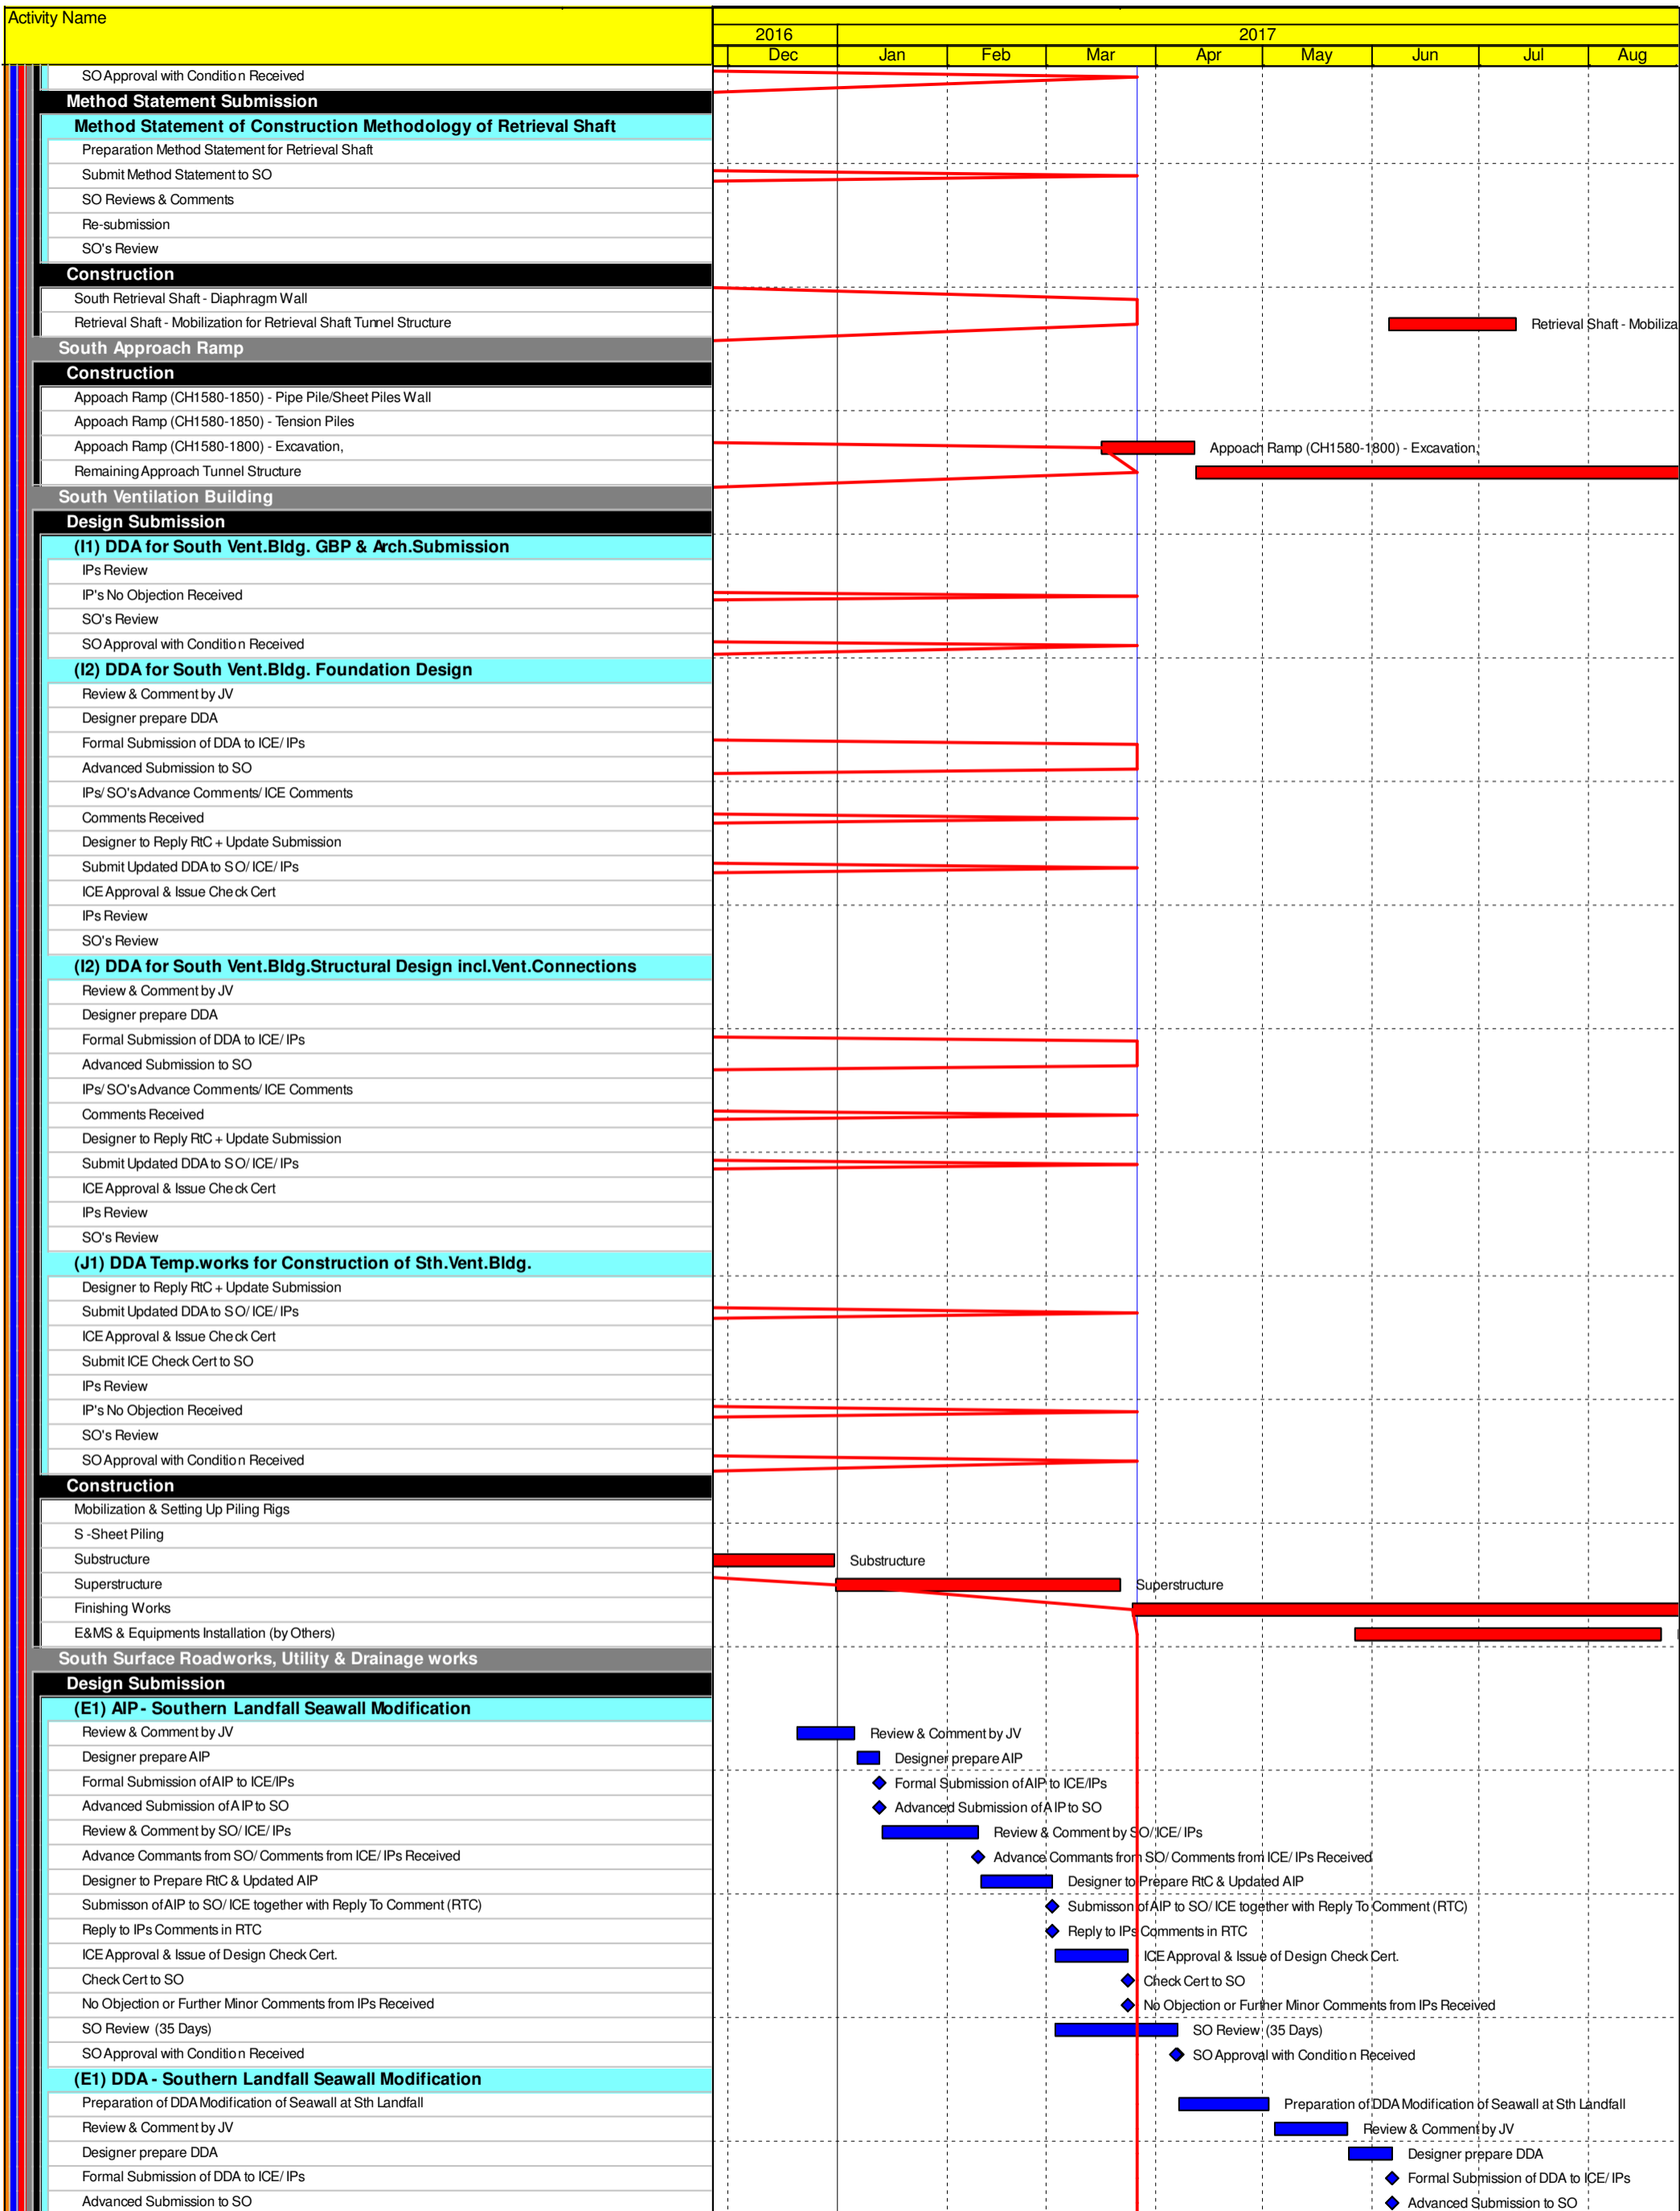 Activity Name
2016 2017
Dec Jan Feb Mar Apr May Jun Jul Aug
SO Approval with Condition Received
Method Statement Submission
Method Statement of Construction Methodology of Retrieval Shaft
Preparation Method Statement for Retrieval Shaft
Submit Method Statement to SO
SO Reviews & Comments
Re-submission
SO's Review
Construction
South Retrieval Shaft - Diaphragm Wall
Retrieval Shaft - Mobilization for Retrieval Shaft Tunnel Structure Retrieval Shaft - Mobiliza
South Approach Ramp
Construction
Appoach Ramp (CH1580-1850) - Pipe Pile/Sheet Piles Wall
Appoach Ramp (CH1580-1850) - Tension Piles
Appoach Ramp (CH1580-1800) - Excavation, Appoach Ramp (CH1580-1800) - Excavation,
Remaining Approach Tunnel Structure
South Ventilation Building
Design Submission
(I1) DDA for South Vent.Bldg. GBP & Arch.Submission
IPs Review
IP's No Objection Received
SO's Review
SO Approval with Condition Received
(I2) DDA for South Vent.Bldg. Foundation Design
Review & Comment by JV
Designer prepare DDA
Formal Submission of DDA to ICE/ IPs
Advanced Submission to SO
IPs/ SO's Advance Comments/ ICE Comments
Comments Received
Designer to Reply RtC + Update Submission
Submit Updated DDA to SO/ ICE/ IPs
ICE Approval & Issue Check Cert
IPs Review
SO's Review
(I2) DDA for South Vent.Bldg.Structural Design incl.Vent.Connections
Review & Comment by JV
Designer prepare DDA
Formal Submission of DDA to ICE/ IPs
Advanced Submission to SO
IPs/ SO's Advance Comments/ ICE Comments
Comments Received
Designer to Reply RtC + Update Submission
Submit Updated DDA to SO/ ICE/ IPs
ICE Approval & Issue Check Cert
IPs Review
SO's Review
(J1) DDA Temp.works for Construction of Sth.Vent.Bldg.
Designer to Reply RtC + Update Submission
Submit Updated DDA to SO/ ICE/ IPs
ICE Approval & Issue Check Cert
Submit ICE Check Cert to SO
IPs Review
IP's No Objection Received
SO's Review
SO Approval with Condition Received
Construction
Mobilization & Setting Up Piling Rigs
S -Sheet Piling
Substructure Substructure
Superstructure Superstructure
Finishing Works
E&MS & Equipments Installation (by Others)
South Surface Roadworks, Utility & Drainage works
Design Submission
(E1) AIP - Southern Landfall Seawall Modification
Review & Comment by JV Review & Comment by JV
Designer prepare AIP Designer prepare AIP
Formal Submission of AIP to ICE/IPs Formal Submission of AIP to ICE/IPs
Advanced Submission of AIP to SO Advanced Submission of AIP to SO
Review & Comment by SO/ ICE/ IPs Review & Comment by SO/ ICE/ IPs
Advance Commants from SO/ Comments from ICE/ IPs Received Advance Commants from SO/ Comments from ICE/ IPs Received
Designer to Prepare RtC & Updated AIP Designer to Prepare RtC & Updated AIP
Submisson of AIP to SO/ ICE together with Reply To Comment (RTC) Submisson of AIP to SO/ ICE together with Reply To Comment (RTC)
Reply to IPs Comments in RTC Reply to IPs Comments in RTC
ICE Approval & Issue of Design Check Cert. ICE Approval & Issue of Design Check Cert.
Check Cert to SO Check Cert to SO
No Objection or Further Minor Comments from IPs Received No Objection or Further Minor Comments from IPs Received
SO Review (35 Days) SO Review (35 Days)
SO Approval with Condition Received SO Approval with Condition Received
(E1) DDA - Southern Landfall Seawall Modification
Preparation of DDA Modification of Seawall at Sth Landfall Preparation of DDA Modification of Seawall at Sth Landfall
Review & Comment by JV Review & Comment by JV
Designer prepare DDA Designer prepare DDA
Formal Submission of DDA to ICE/ IPs Formal Submission of DDA to ICE/ IPs
Advanced Submission to SO Advanced Submission to SO